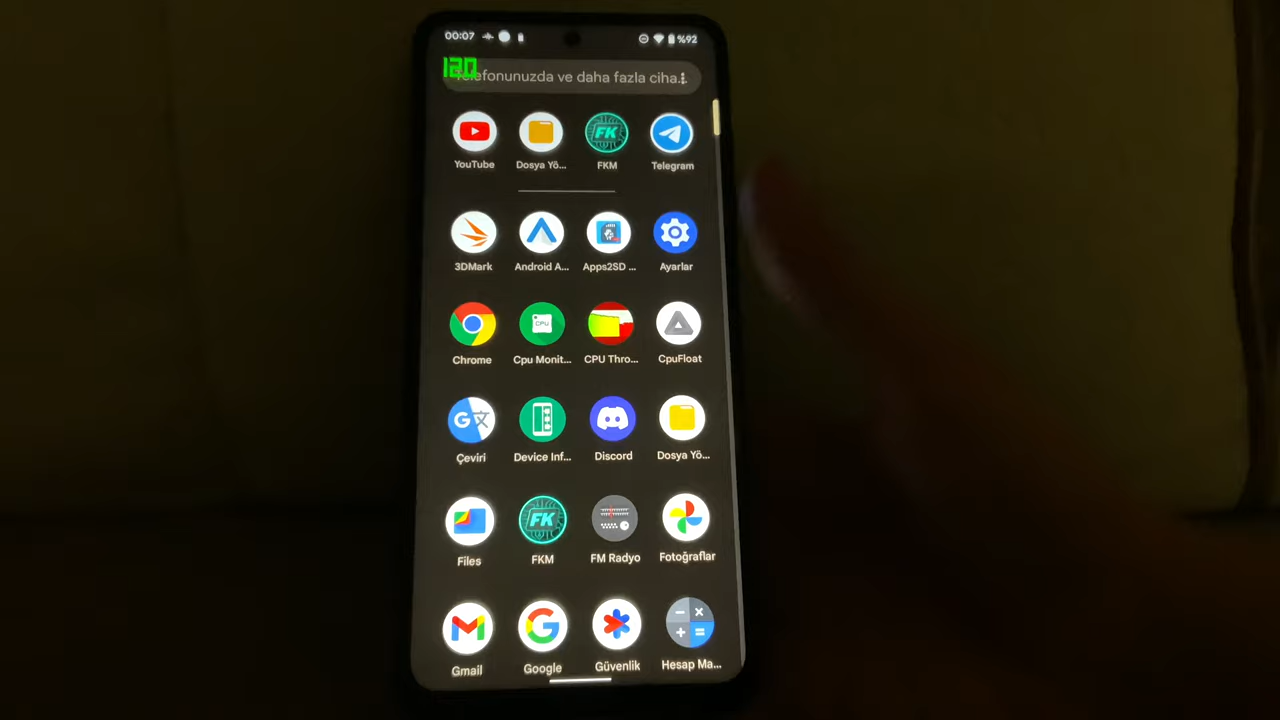 00:07 %92
120
elefonunuzda ve daha fazla ciha..
YouTube Dosya Yö... FKM Telegram
3DMark Android A... Apps2SD ... Ayarlar
Chrome Cpu Monit... CPU Thro... CpuFloat
Çeviri Device Inf... Discord Dosya Yö...
Files FKM FM Radyo Fotoğraflar
Gmail Google Güvenlik Hesap Ma...